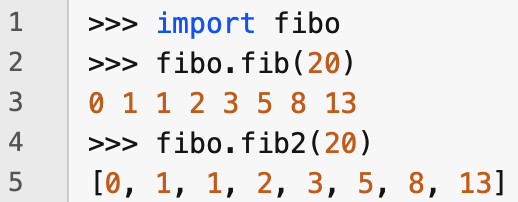 1 >>> import fibo
2 >>> fibo.fib(20)
3 0 1 1 2 3 5 8 13
4 >>> fibo.fib2(20)
5 [0, 1, 1, 2, 3, 5, 8, 13]